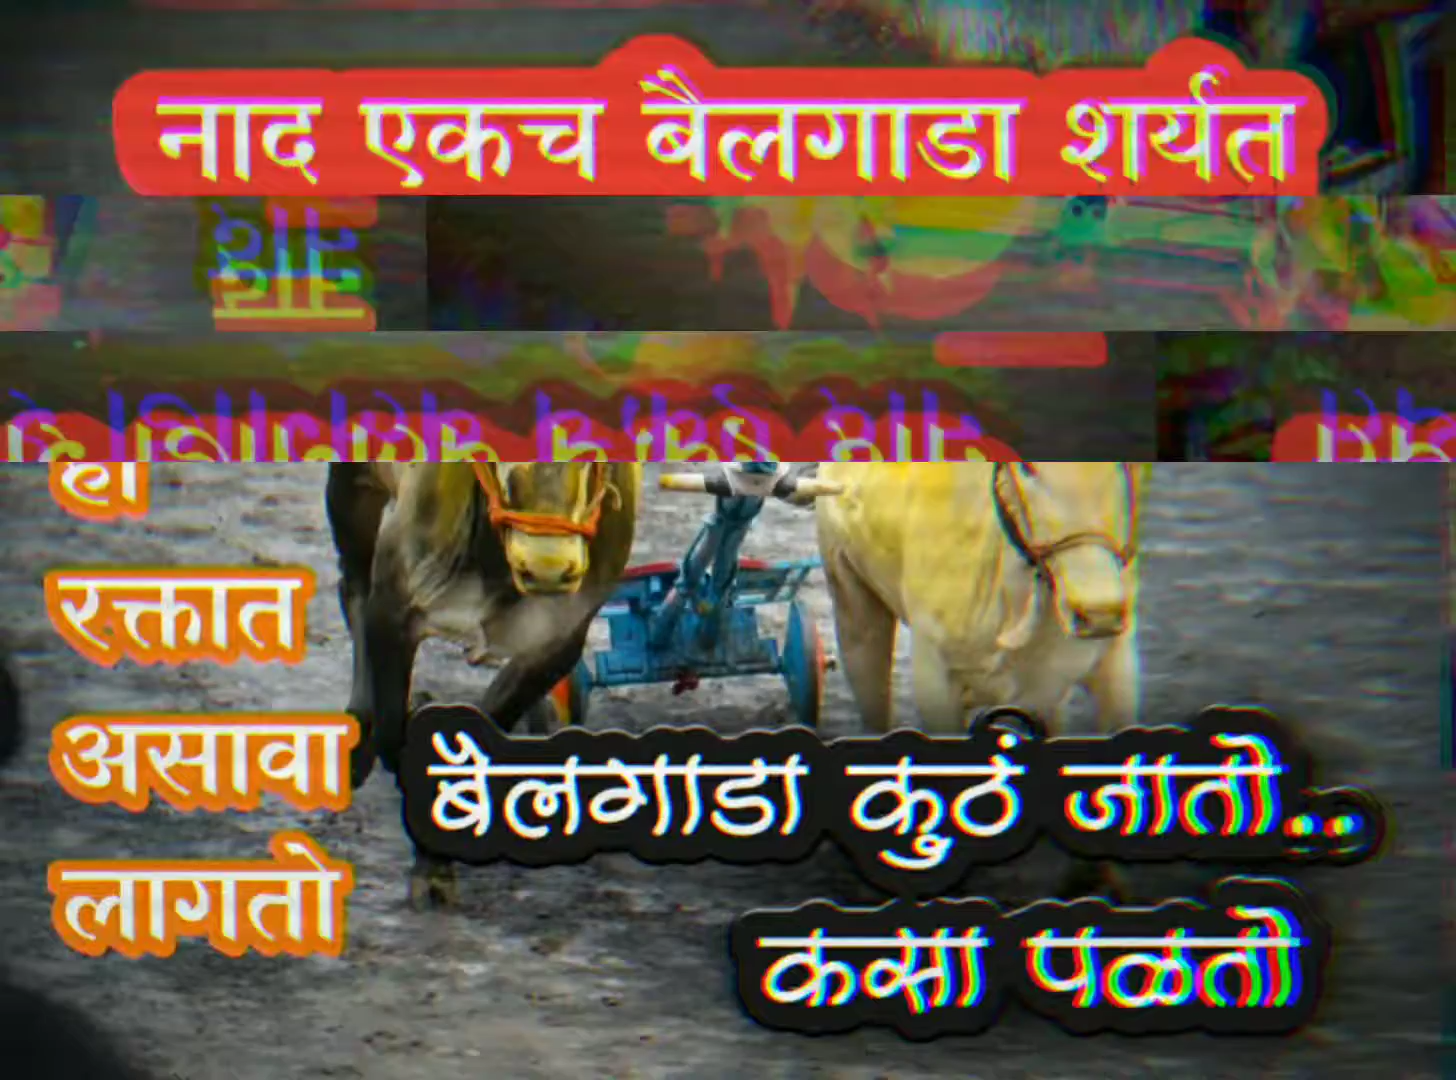 नाद एकच बैलगाडा शर्यत
नाद
हा
रक्तात
असावा
लागतो
बैलगाडा कुठं जातो..
कसा पळतो